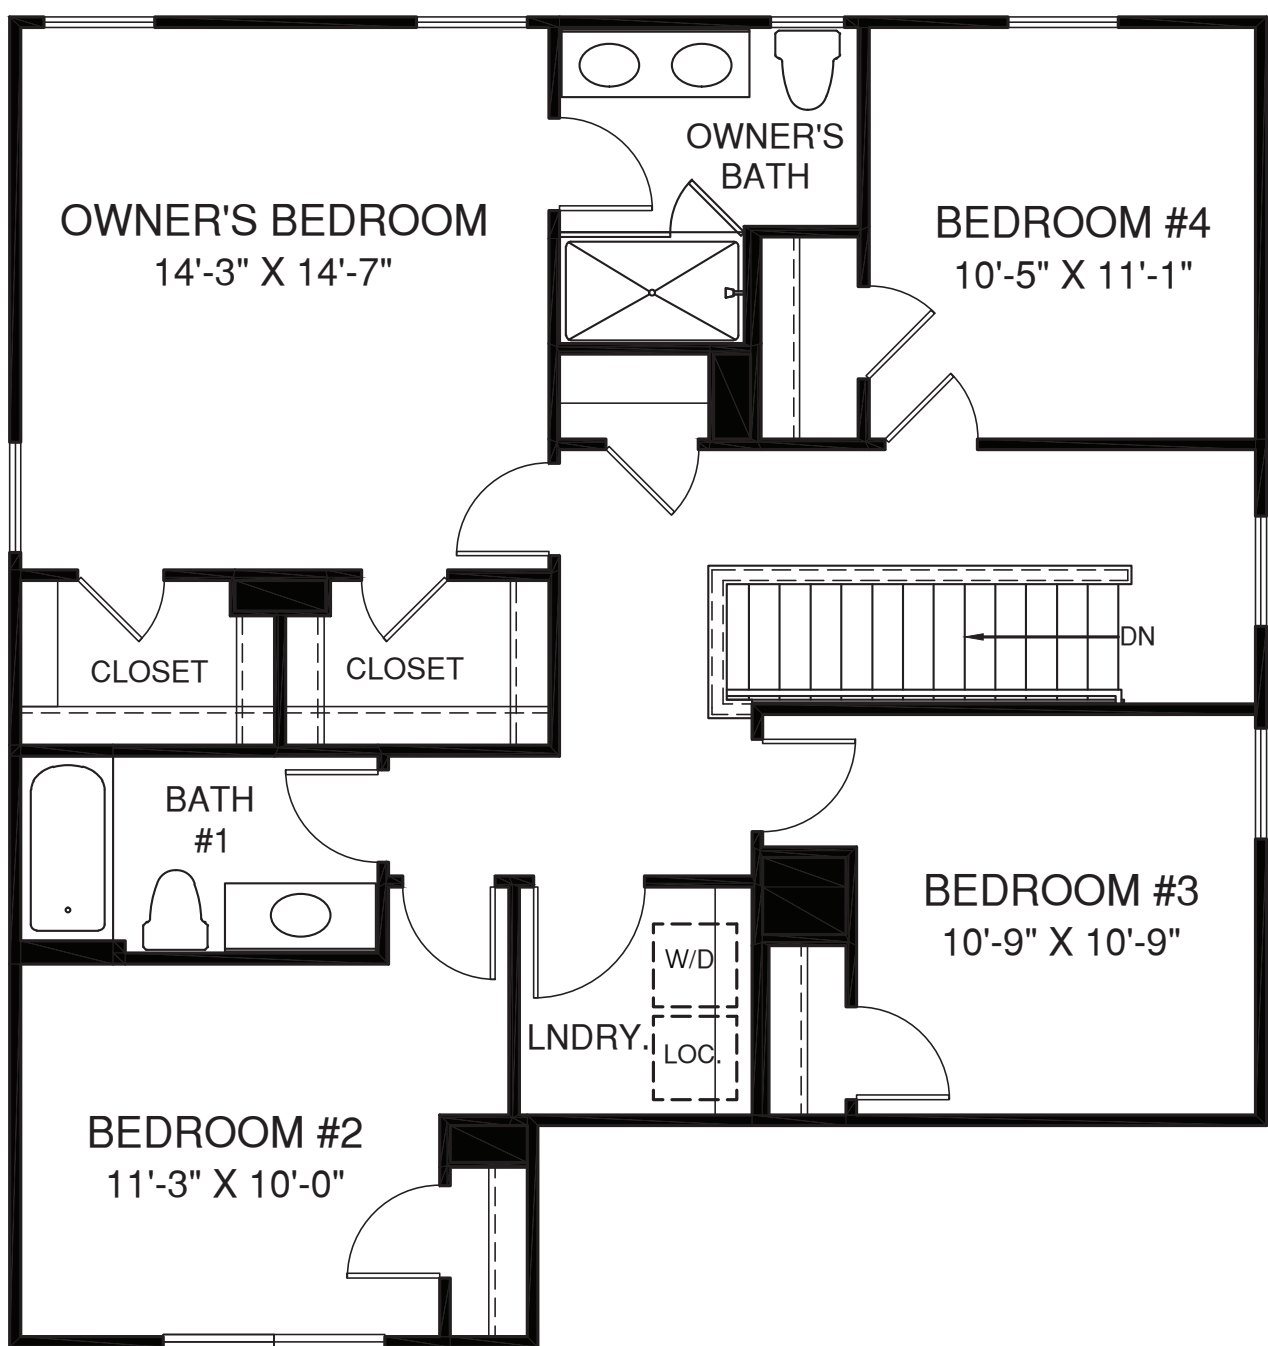 OWNER'S
BATH
OWNER'S BEDROOM
14'-3" X 14'-7"
BEDROOM #4
10'-5" X 11'-1"
DN
CLOSET
CLOSET
BATH
#1
BEDROOM #3
10'-9" X 10'-9"
W/D
LNDRY.
LOC.
BEDROOM #2
11'-3" X 10'-0"